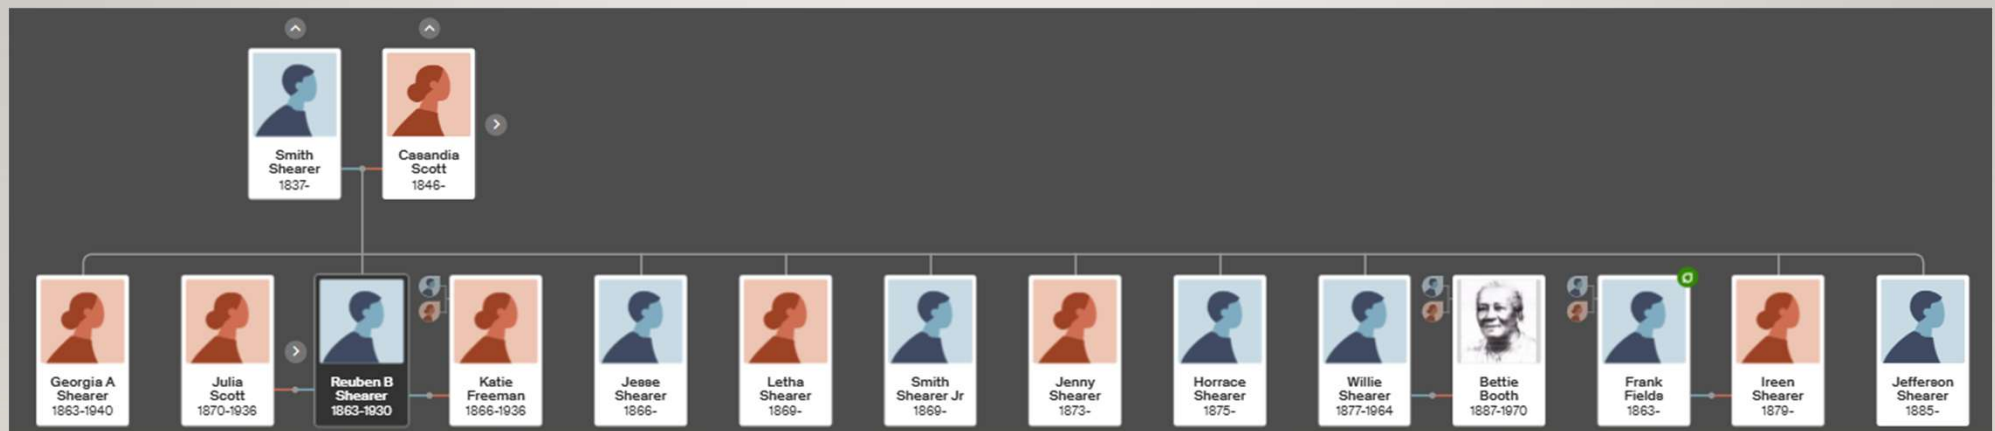 Smith
Shearer
1837-
Casandia
Scott
1846-
Georgia A
Shearer
1863-1940
Julia
Scott
1870-1936
Reuben B
Shearer
1863-1930
Katie
Freeman
1866-1936
Jesse
Shearer
1866-
Letha
Shearer
1869-
Smith
Shearer Jr
1869-
Jenny
Shearer
1873-
Horrace
Shearer
1875-
Willie
Shearer
1877-1964
Bettie
Booth
1887-1970
Frank
Fields
1863-
Ireen
Shearer
1879-
Jefferson
Shearer
1885-